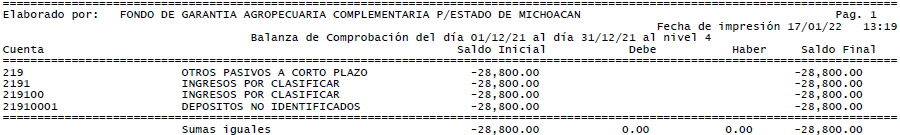 Elaborado por: FONDO DE GARANTIA AGROPECUARIA COMPLEMENTARIA P/ESTADO DE MICHOACAN Pag. 1
Fecha de impresión 17/01/22 13:19
Balanza de Comprobación del día 01/12/21 al día 31/12/21 al nivel 4
Cuenta Saldo Inicial Debe Haber Saldo Final
219 OTROS PASIVOS A CORTO PLAZO -28,800.00 -28,800.00
2191 INGRESOS POR CLASIFICAR -28,800.00 -28,800.00
219100 INGRESOS POR CLASIFICAR -28,800.00 -28,800.00
21910001 DEPOSITOS NO IDENTIFICADOS -28,800.00 -28,800.00
Sumas iguales -28,800.00 0.00 0.00 -28,800.00